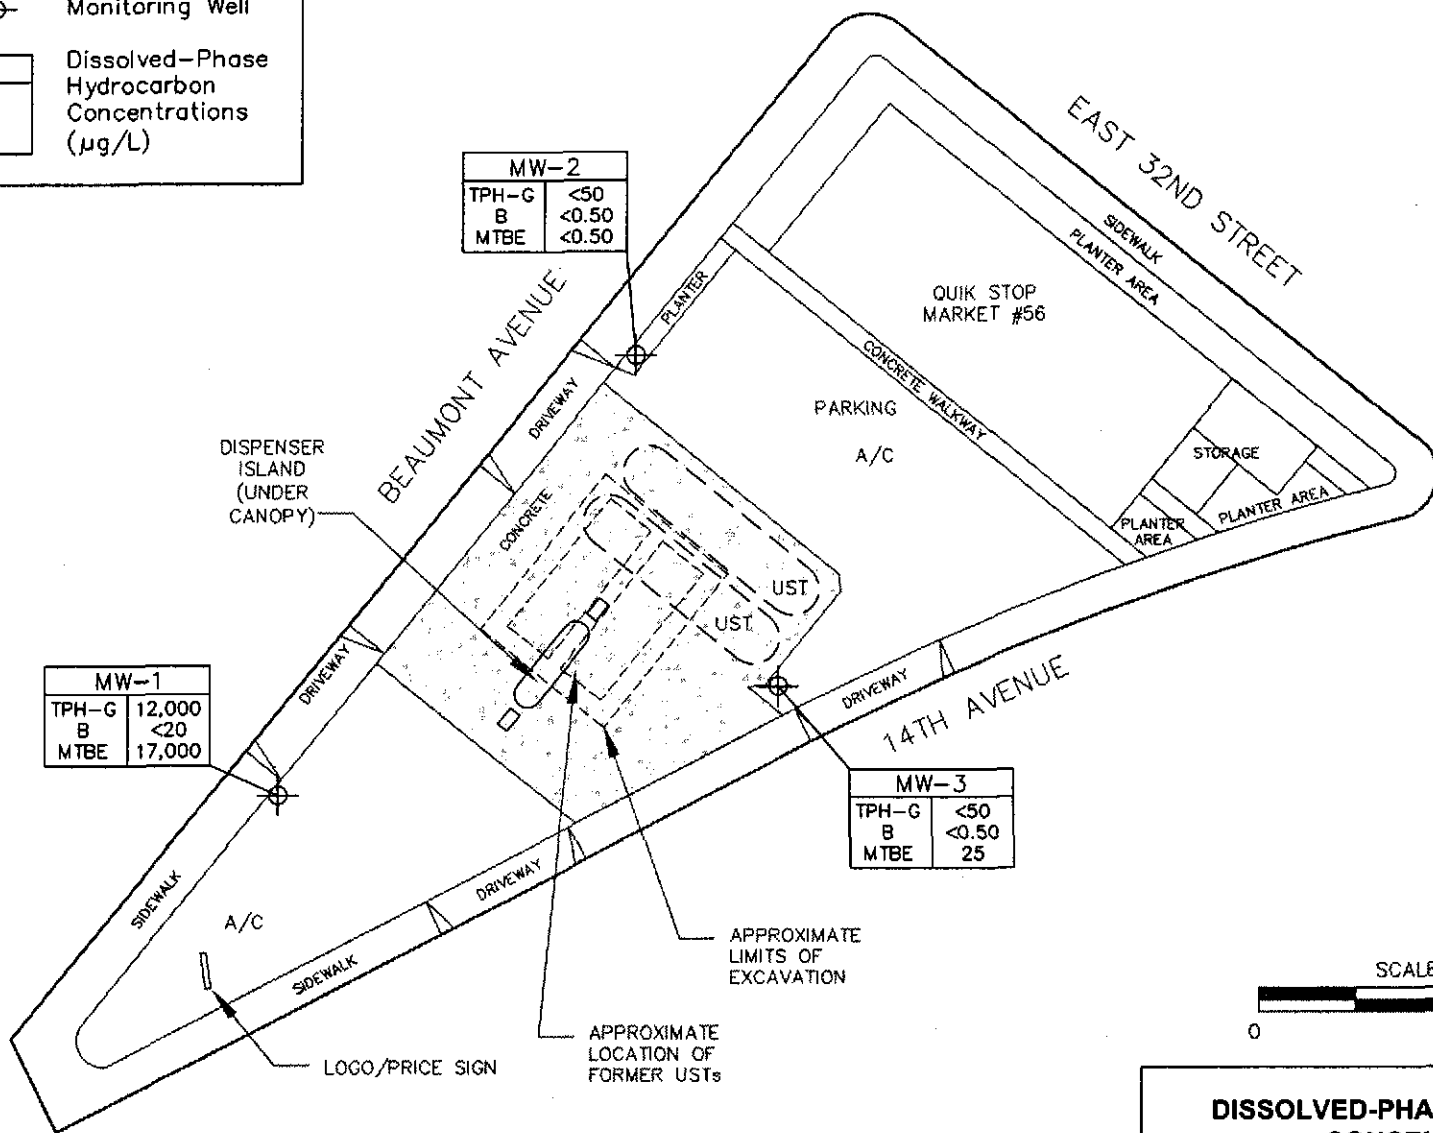 Monitoring Well
Dissolved-Phase
Hydrocarbon
Concentrations
(µg/L)
MW-2
TPH-G <50
B <0.50
MTBE <0.50
EAST 32ND STREET
SIDEWALK
PLANTER AREA
QUIK STOP
MARKET #56
PLANTER
BEAUMONT AVENUE
CONCRETE WALKWAY
PARKING
A/C
DRIVEWAY
STORAGE
PLANTER AREA
PLANTER
AREA
DISPENSER
ISLAND
(UNDER
CANOPY)
CONCRETE
UST
UST
DRIVEWAY
MW-1
TPH-G 12,000
B <20
MTBE 17,000
DRIVEWAY
14TH AVENUE
MW-3
TPH-G <50
B <0.50
MTBE 25
SIDEWALK
A/C
DRIVEWAY
SIDEWALK
APPROXIMATE
LIMITS OF
EXCAVATION
APPROXIMATE
LOCATION OF
FORMER USTs
LOGO/PRICE SIGN
SCALE
0
DISSOLVED-PHA